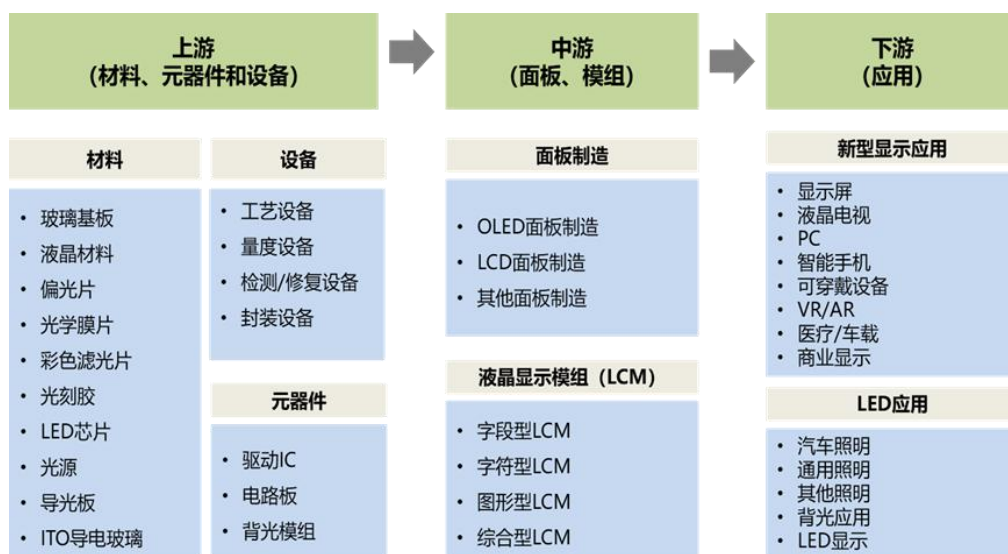 上游
（材料、元器件和设备）
中游
（面板、模组）
下游
（应用）
材料
• 玻璃基板
• 液晶材料
• 偏光片
• 光学膜片
• 彩色滤光片
• 光刻胶
• LED芯片
• 光源
• 导光板
• ITO导电玻璃
设备
• 工艺设备
• 量度设备
• 检测/修复设备
• 封装设备
元器件
• 驱动IC
• 电路板
• 背光模组
面板制造
• OLED面板制造
• LCD面板制造
• 其他面板制造
液晶显示模组（LCM）
• 字段型LCM
• 字符型LCM
• 图形型LCM
• 综合型LCM
新型显示应用
• 显示屏
• 液晶电视
• PC
• 智能手机
• 可穿戴设备
• VR/AR
• 医疗/车载
• 商业显示
LED应用
• 汽车照明
• 通用照明
• 其他照明
• 背光应用
• LED显示